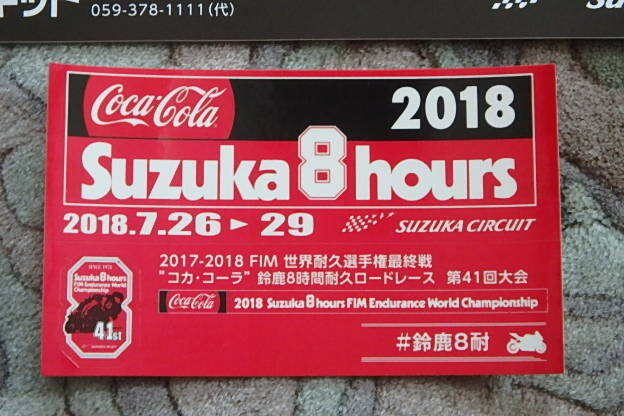 059-378-1111(代)
Coca-Cola
2018
Suzuka 8 hours
2018.7.26 ▶ 29
SUZUKA CIRCUIT
2017-2018 FIM 世界耐久選手権最終戦
"コカ・コーラ" 鈴鹿8時間耐久ロードレース 第41回大会
SINCE 1978
Suzuka 8 hours
FIM Endurance World
Championship
41st
Coca-Cola 2018 Suzuka 8 hours FIM Endurance World Championship
#鈴鹿8耐